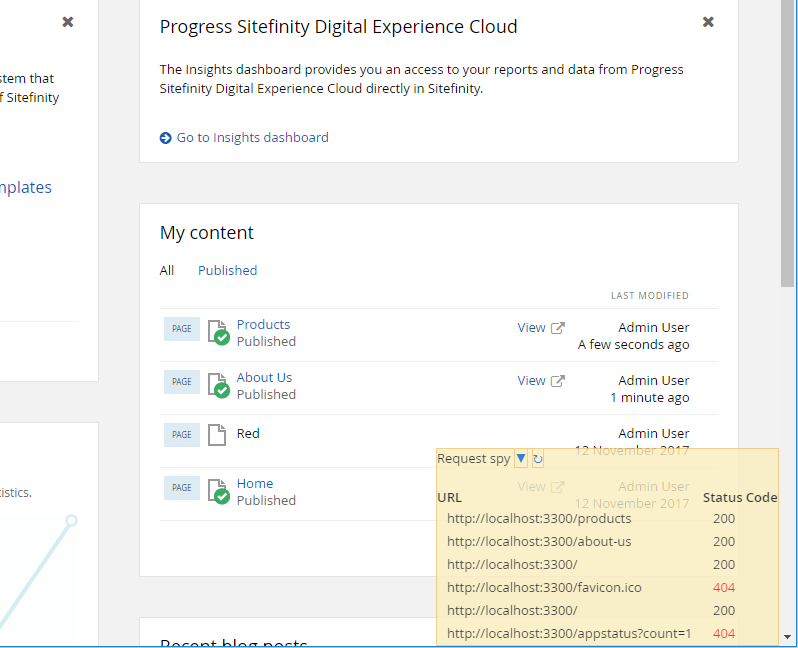 ✖
stem that
f Sitefinity
mplates
tistics.
Progress Sitefinity Digital Experience Cloud ✖
The Insights dashboard provides you an access to your reports and data from Progress
Sitefinity Digital Experience Cloud directly in Sitefinity.
Go to Insights dashboard
My content
All Published
LAST MODIFIED
PAGE Products View Admin User
Published A few seconds ago
PAGE About Us View Admin User
Published 1 minute ago
PAGE Red Admin User
12 November 2017
PAGE Home View Admin User
Published 12 November 2017
Request spy ▼ ↻
URL Status Code
http://localhost:3300/products 200
http://localhost:3300/about-us 200
http://localhost:3300/ 200
http://localhost:3300/favicon.ico 404
http://localhost:3300/ 200
http://localhost:3300/appstatus?count=1 404
Recent blog posts